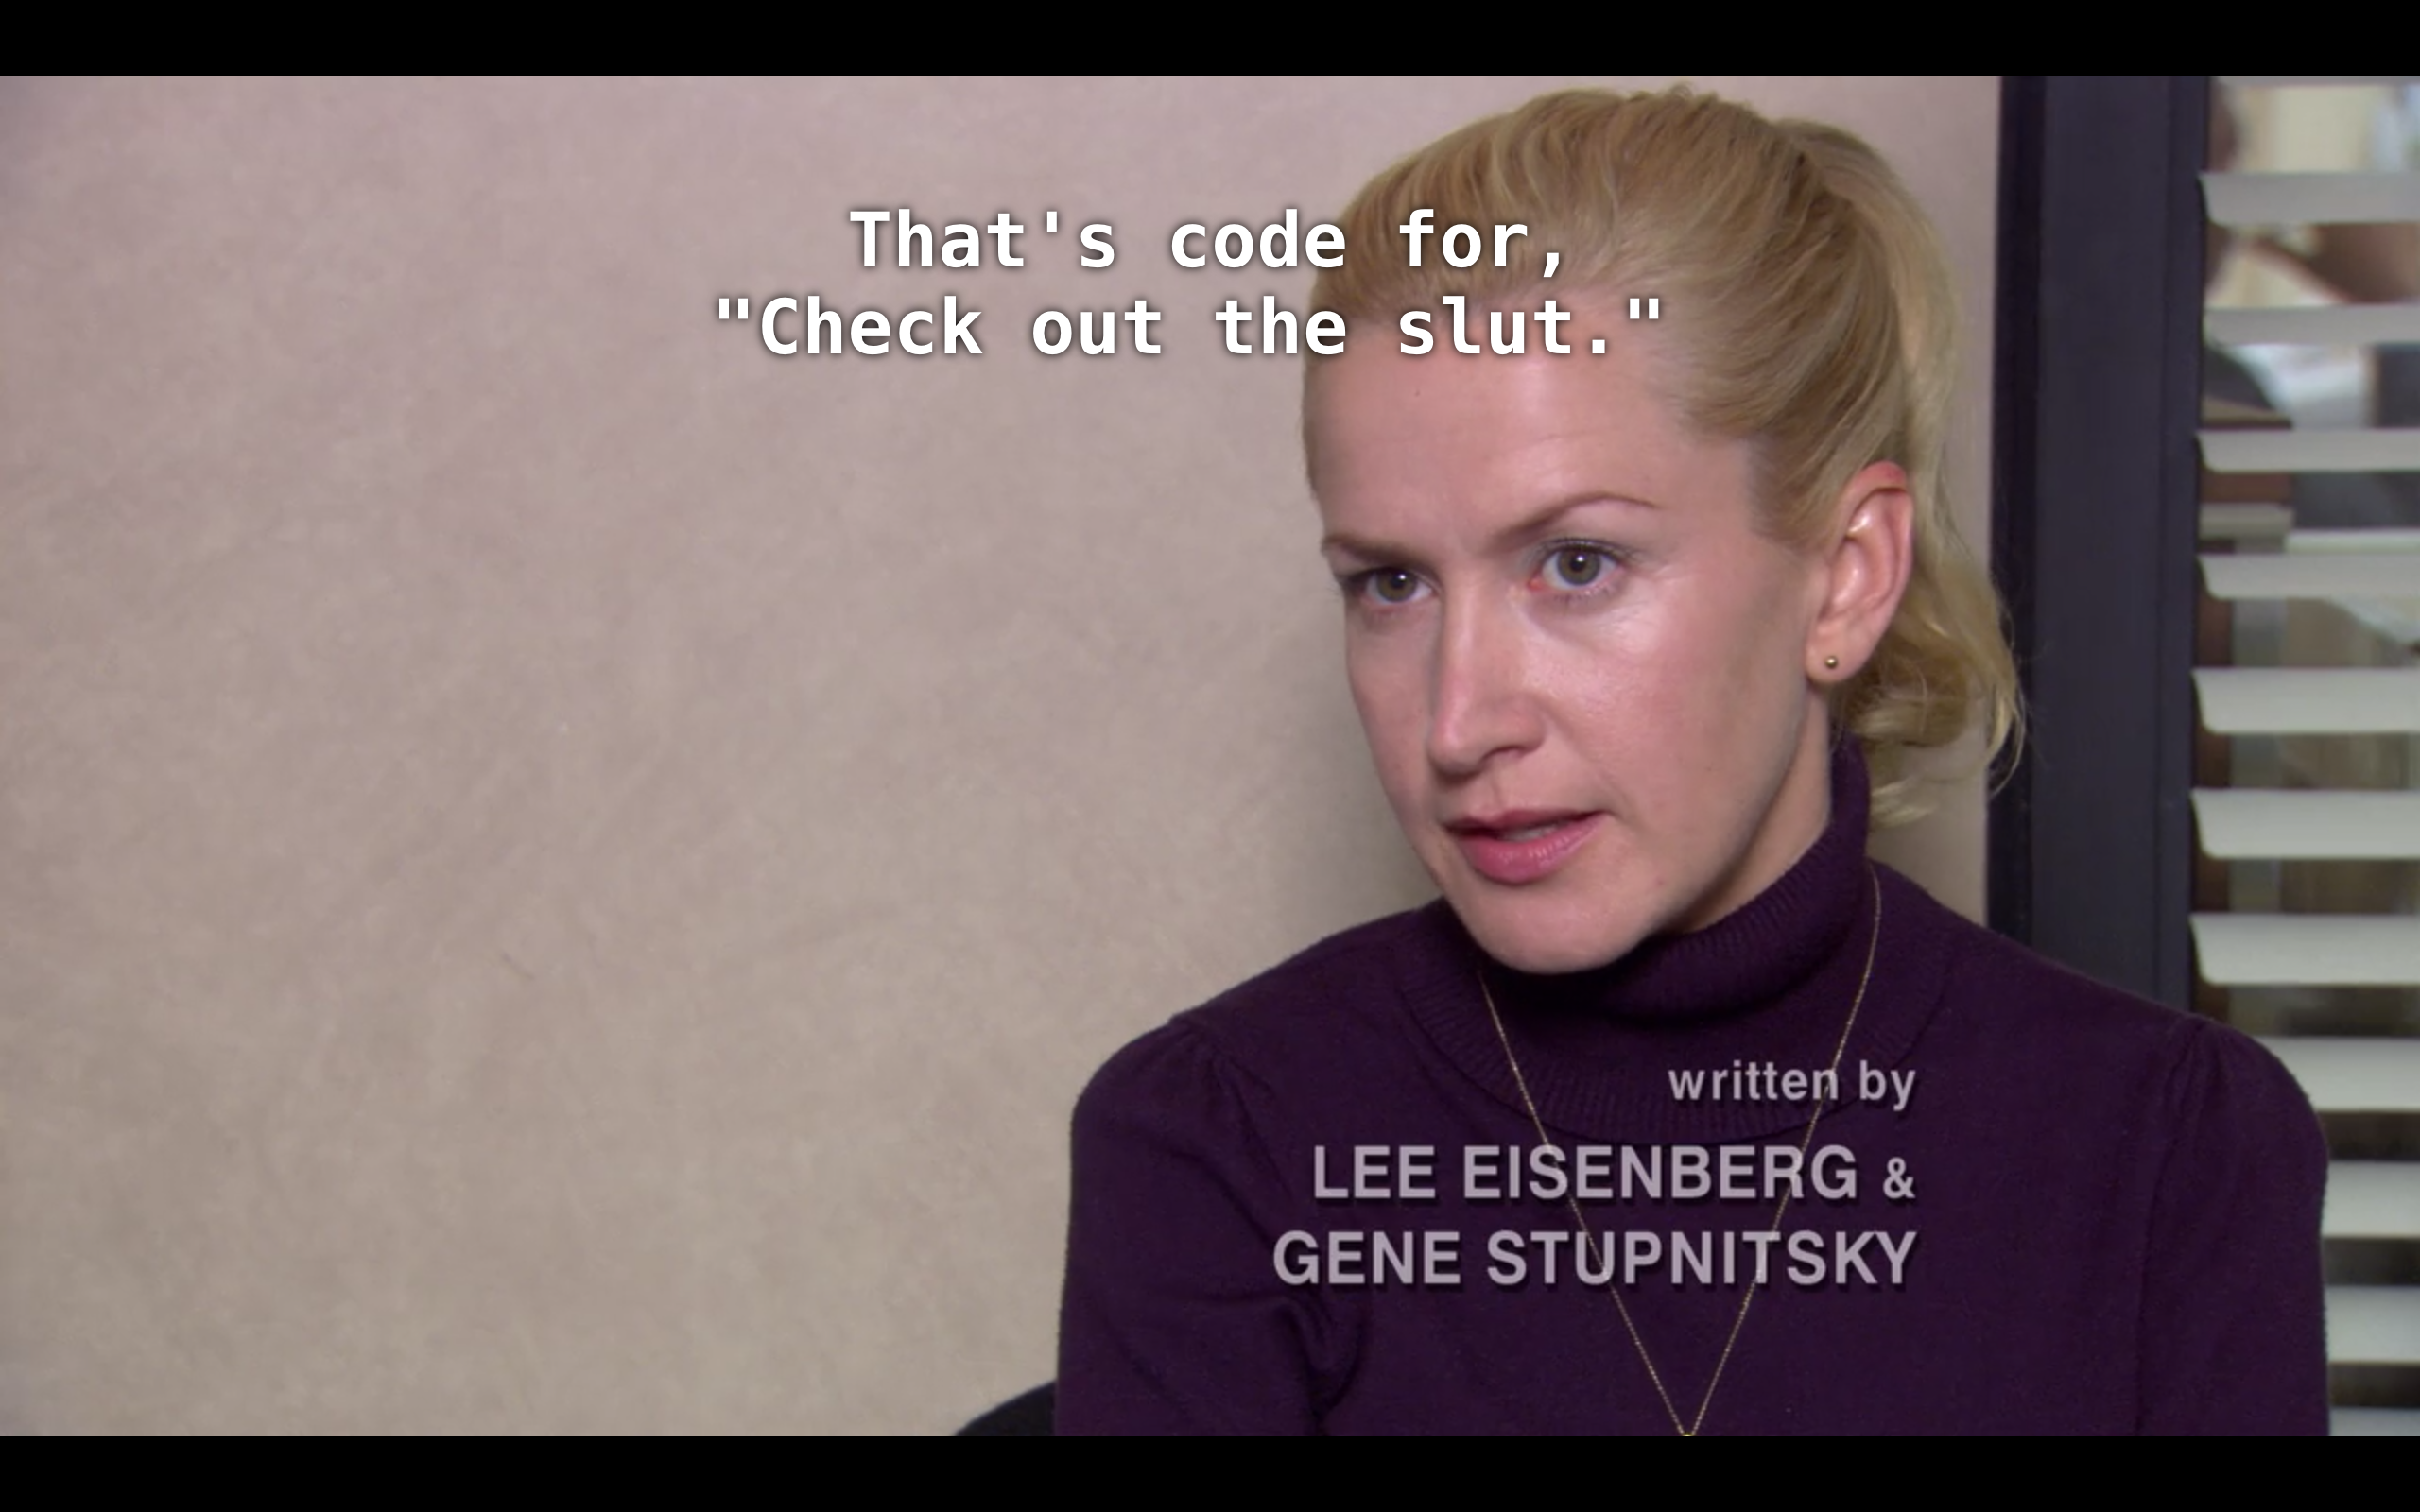 That's code for,
"Check out the slut."
written by
LEE EISENBERG &
GENE STUPNITSKY